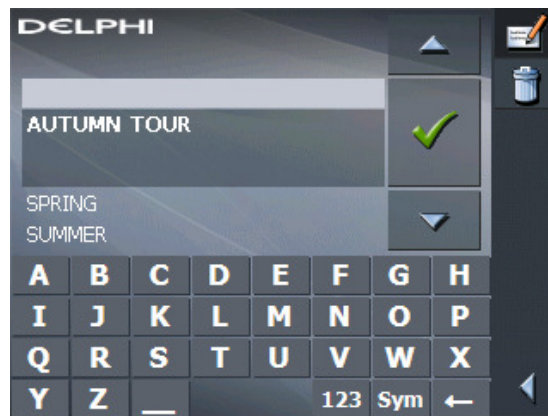 DELPHI
AUTUMN TOUR
SPRING
SUMMER
A B C D E F G H
I J K L M N O P
Q R S T U V W X
Y Z _ 123 Sym ←